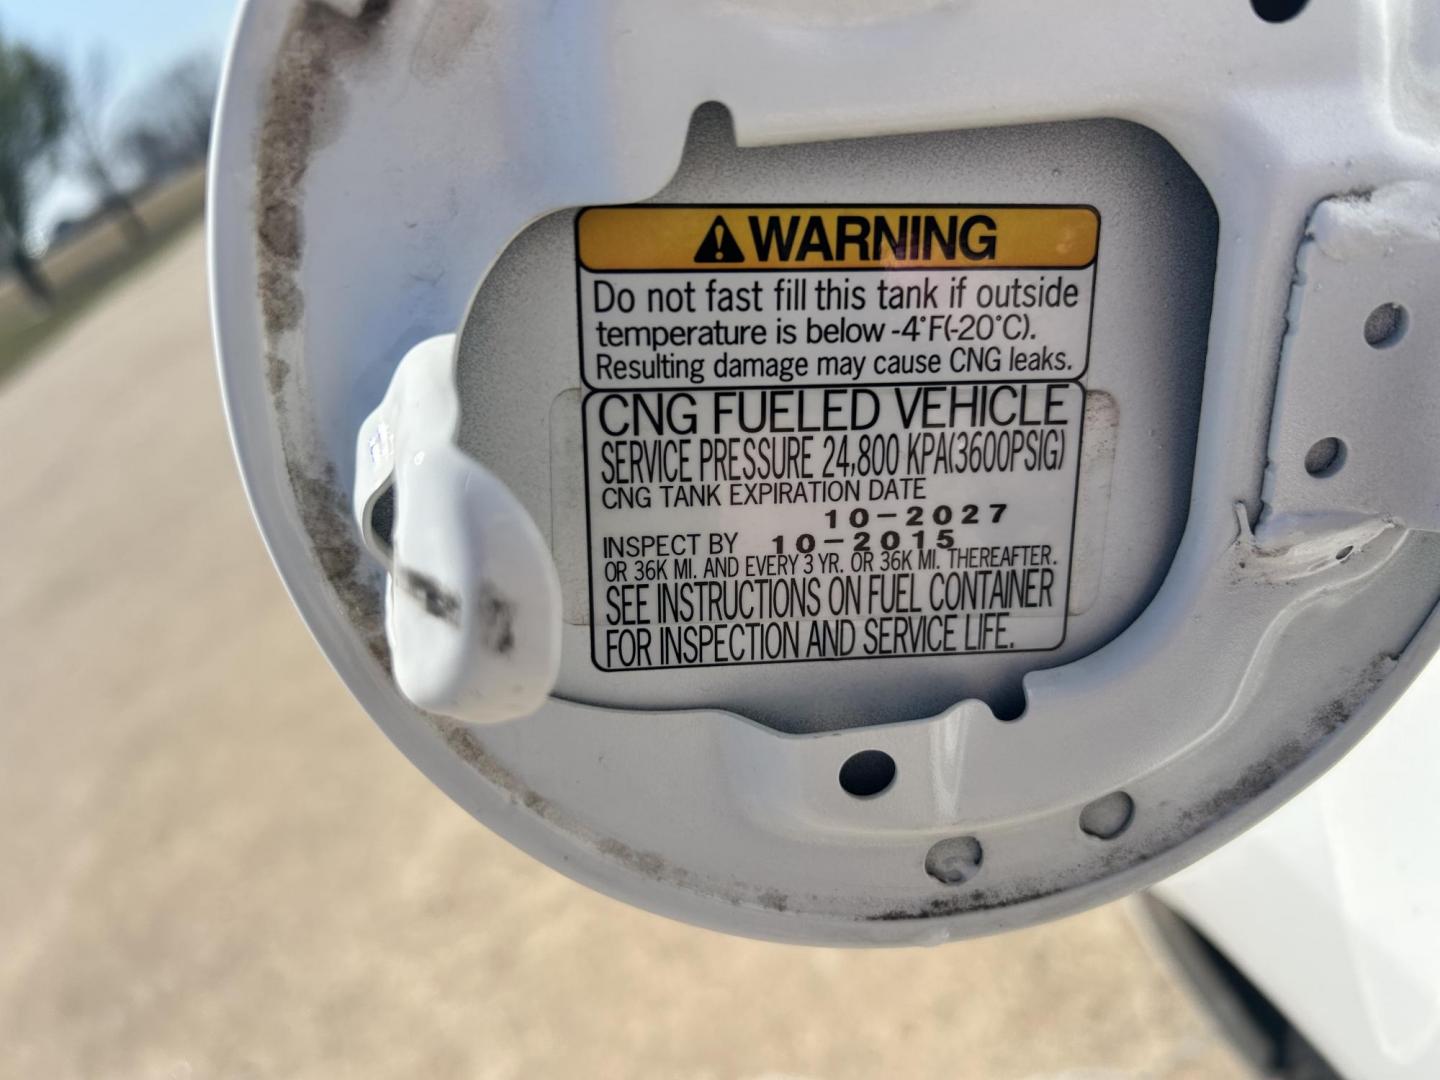 WARNING
Do not fast fill this tank if outside
temperature is below -4°F(-20°C).
Resulting damage may cause CNG leaks.
CNG FUELED VEHICLE
SERVICE PRESSURE 24,800 KPA(3600PSIG)
CNG TANK EXPIRATION DATE
10-2027
INSPECT BY 10-2015
OR 36K MI. AND EVERY 3 YR. OR 36K MI. THEREAFTER.
SEE INSTRUCTIONS ON FUEL CONTAINER
FOR INSPECTION AND SERVICE LIFE.